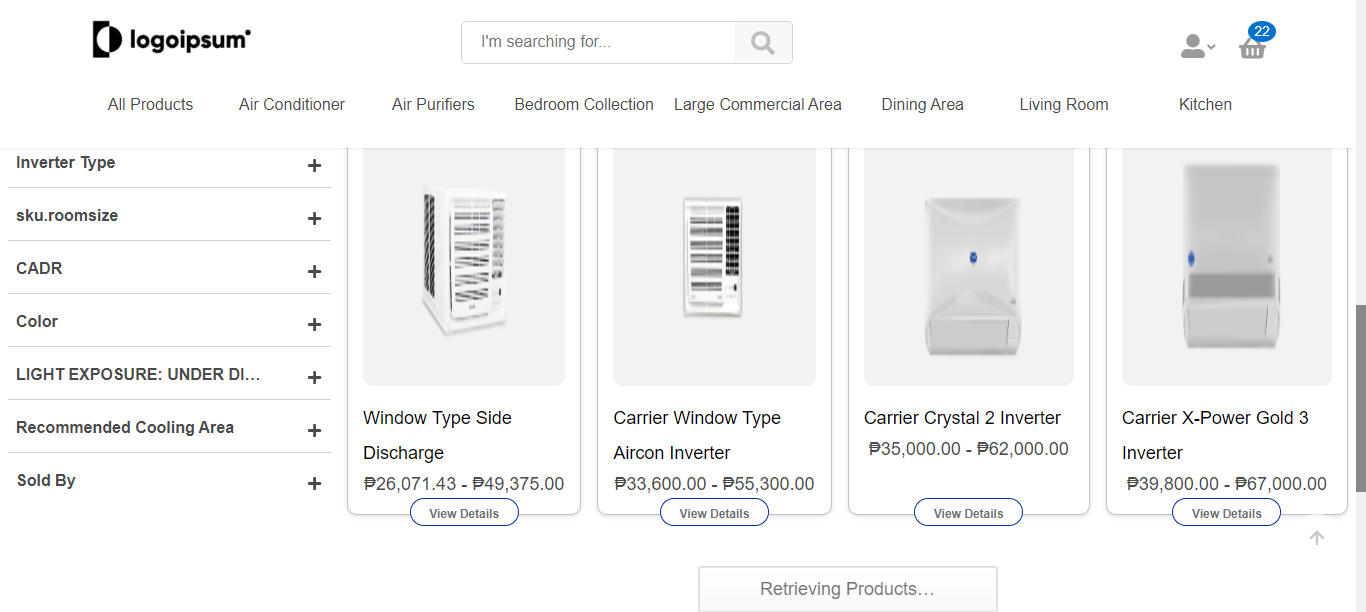 logoipsum
I'm searching for...
22
All Products
Air Conditioner
Air Purifiers
Bedroom Collection
Large Commercial Area
Dining Area
Living Room
Kitchen
Inverter Type
sku.roomsize
CADR
Color
LIGHT EXPOSURE: UNDER DI...
Recommended Cooling Area
Sold By
Window Type Side
Discharge
₱26,071.43 - ₱49,375.00
View Details
Carrier Window Type
Aircon Inverter
₱33,600.00 - ₱55,300.00
View Details
Carrier Crystal 2 Inverter
₱35,000.00 - ₱62,000.00
View Details
Carrier X-Power Gold 3
Inverter
₱39,800.00 - ₱67,000.00
View Details
Retrieving Products…